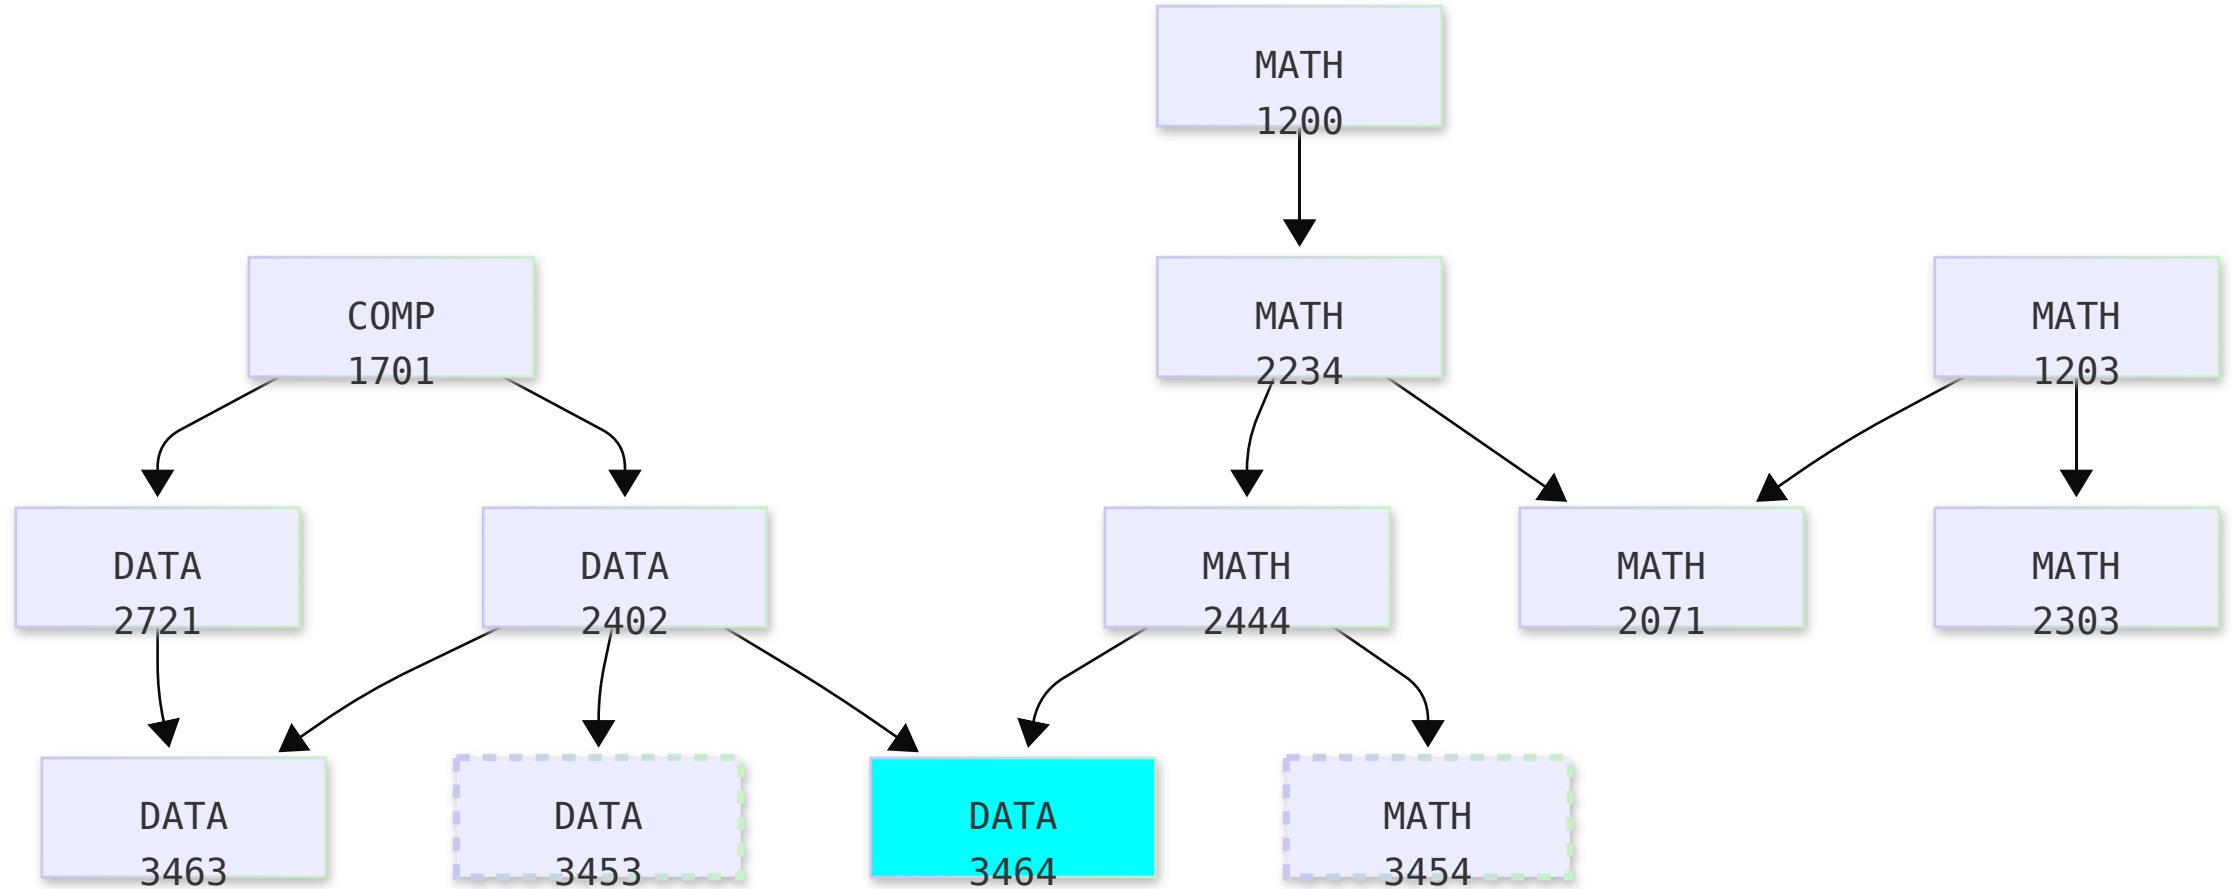 MATH
1200
COMP
1701
MATH
2234
MATH
1203
DATA
2721
DATA
2402
MATH
2444
MATH
2071
MATH
2303
DATA
3463
DATA
3453
DATA
3464
MATH
3454